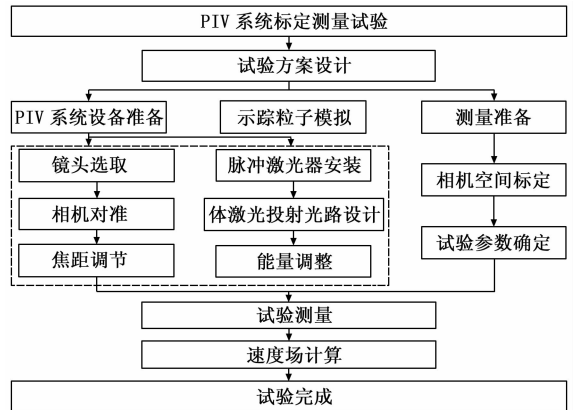 PIV 系统标定测量试验
试验方案设计
PIV 系统设备准备
示踪粒子模拟
测量准备
镜头选取
脉冲激光器安装
相机空间标定
相机对准
体激光投射光路设计
试验参数确定
焦距调节
能量调整
试验测量
速度场计算
试验完成